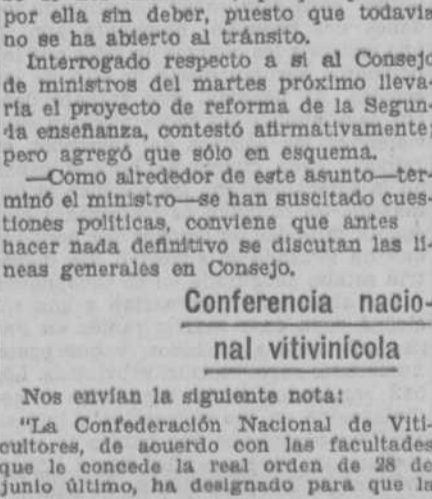 por ella sin deber, puesto que todavía
no se ha abierto al tránsito.
Interrogado respecto a si al Consejo
de ministros del martes próximo lleva-
ría el proyecto de reforma de la Segun-
da enseñanza, contestó afirmativamente;
pero agregó que sólo en esquema.
—Como alrededor de este asunto—ter-
minó el ministro—se han suscitado cues-
tiones políticas, conviene que antes
hacer nada definitivo se discutan las lí-
neas generales en Consejo.
Conferencia nacio-
nal vitivinícola
Nos envían la siguiente nota:
"La Confederación Nacional de Viti-
cultores, de acuerdo con las facultades
que le concede la real orden de 28 de
junio último, ha designado para que la